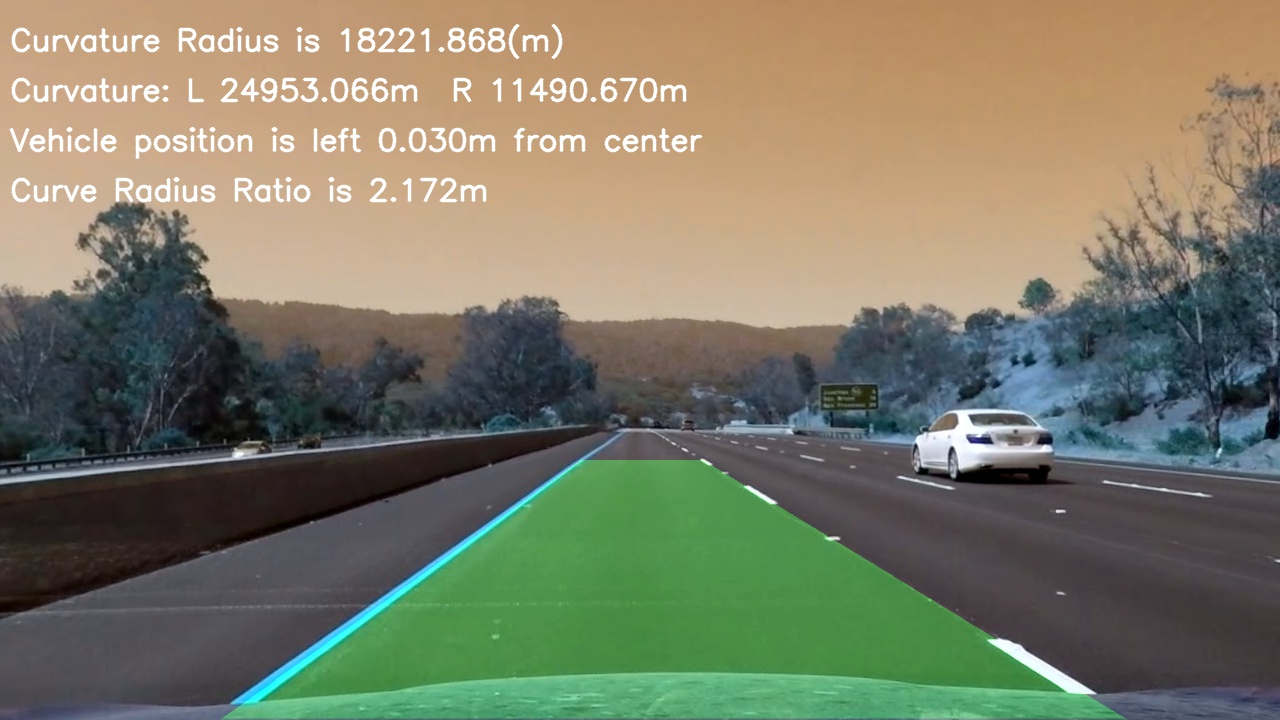 Curvature Radius is 18221.868(m)
Curvature: L 24953.066m R 11490.670m
Vehicle position is left 0.030m from center
Curve Radius Ratio is 2.172m